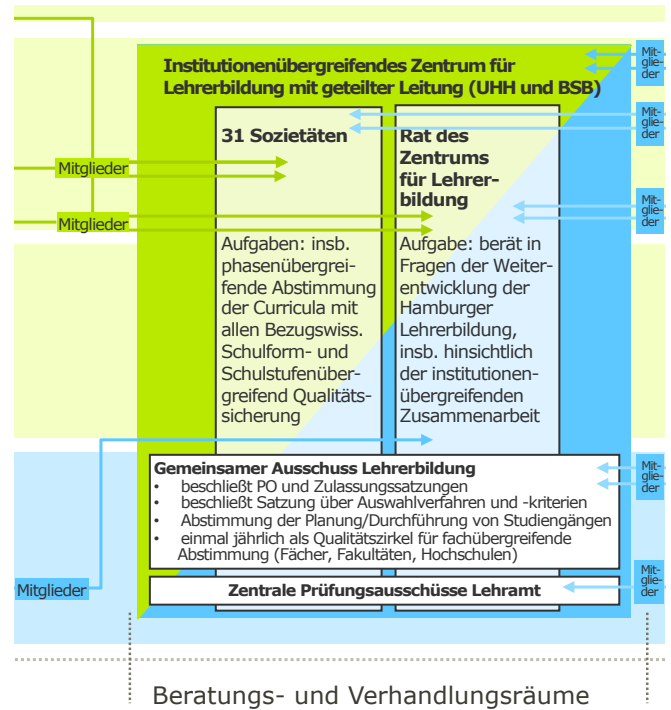 Institutionenübergreifendes Zentrum für
Lehrerbildung mit geteilter Leitung (UHH und BSB)
Mit-
glie-
der
Mit-
glie-
der
31 Sozietäten
Rat des
Zentrums
für Lehrer-
bildung
Mitglieder
Mitglieder
Mit-
glie-
der
Aufgaben: insb.
phasenübergrei-
fende Abstimmung
der Curricula mit
allen Bezugswiss.
Schulform- und
Schulstufenüber-
greifend Qualitäts-
sicherung
Aufgabe: berät in
Fragen der Weiter-
entwicklung der
Hamburger
Lehrerbildung,
insb. hinsichtlich
der institutionen-
übergreifenden
Zusammenarbeit
Gemeinsamer Ausschuss Lehrerbildung
• beschließt PO und Zulassungssatzungen
• beschließt Satzung über Auswahlverfahren und -kriterien
• Abstimmung der Planung/Durchführung von Studiengängen
• einmal jährlich als Qualitätszirkel für fachübergreifende
Abstimmung (Fächer, Fakultäten, Hochschulen)
Mit-
glie-
der
Mitglieder
Zentrale Prüfungsausschüsse Lehramt
Mit-
glie-
der
Beratungs- und Verhandlungsräume